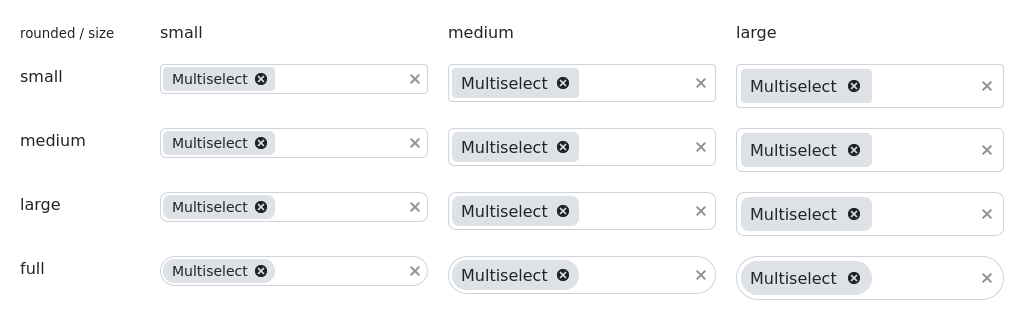 rounded / size small medium large
small Multiselect Multiselect Multiselect
medium Multiselect Multiselect Multiselect
large Multiselect Multiselect Multiselect
full Multiselect Multiselect Multiselect